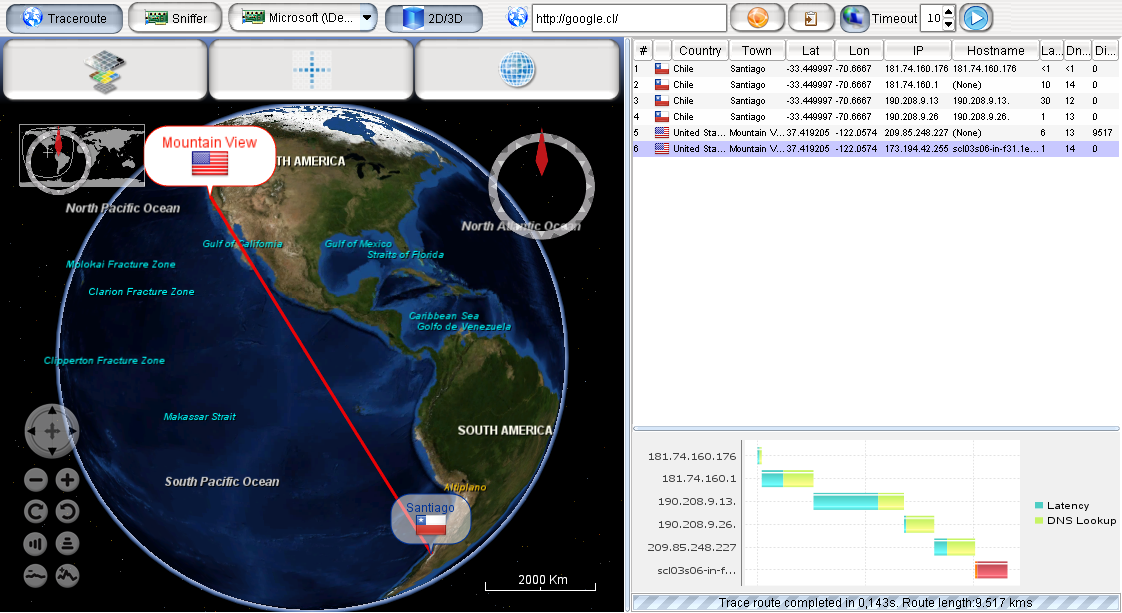 Traceroute Sniffer Microsoft (\De... 2D/3D http://google.cl/ Timeout 10
# Country Town Lat Lon IP Hostname La... Dn... Di...
1 Chile Santiago -33.449997 -70.6667 181.74.160.176 181.74.160.176 <1 <1 0
2 Chile Santiago -33.449997 -70.6667 181.74.160.1 (None) 10 14 0
3 Chile Santiago -33.449997 -70.6667 190.208.9.13 190.208.9.13. 30 12 0
4 Chile Santiago -33.449997 -70.6667 190.208.9.26. 1 13 0
5 United Sta... Mountain V... 37.419205 -122.0574 209.85.248.227 (None) 6 13 9517
6 United Sta... Mountain V... 37.419205 -122.0574 173.194.42.255 scl03s06-in-f31.1e... 1 14 0
Mountain View
TH AMERICA
North Pacific Ocean
North Atlantic Ocean
Gulf of California
Gulf of Mexico
Straits of Florida
Molokai Fracture Zone
Clarion Fracture Zone
Caribbean Sea
Golfo de Venezuela
Clipperton Fracture Zone
Makassar Strait
SOUTH AMERICA
South Pacific Ocean
Altiplano
Santiago
2000 Km
181.74.160.176
181.74.160.1
190.208.9.13.
190.208.9.26.
209.85.248.227
scl03s06-in-f...
Latency
DNS Lookup
Trace route completed in 0,143s. Route length:9.517 kms